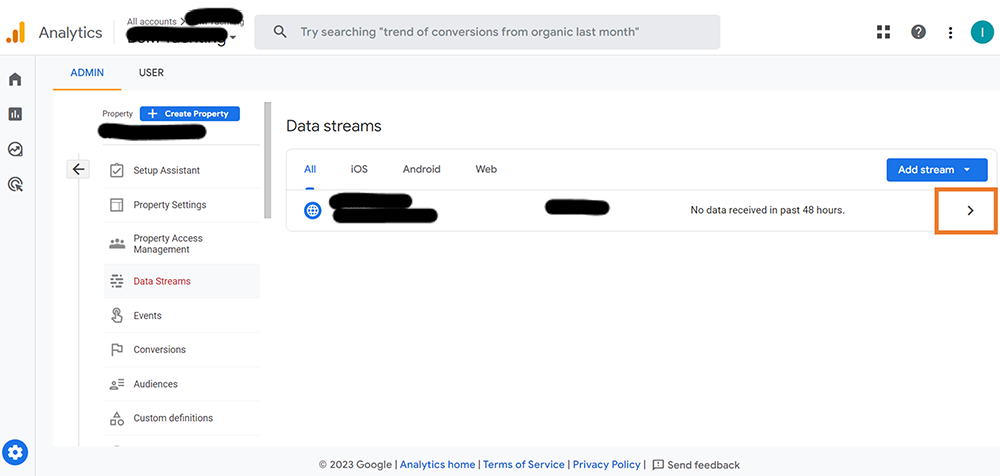 Analytics
All accounts
Try searching "trend of conversions from organic last month"
I
ADMIN
USER
Property
Create Property
Setup Assistant
Property Settings
Property Access
Management
Data Streams
Events
Conversions
Audiences
Custom definitions
Data streams
All
iOS
Android
Web
Add stream
No data received in past 48 hours.
© 2023 Google | Analytics home | Terms of Service | Privacy Policy | Send feedback